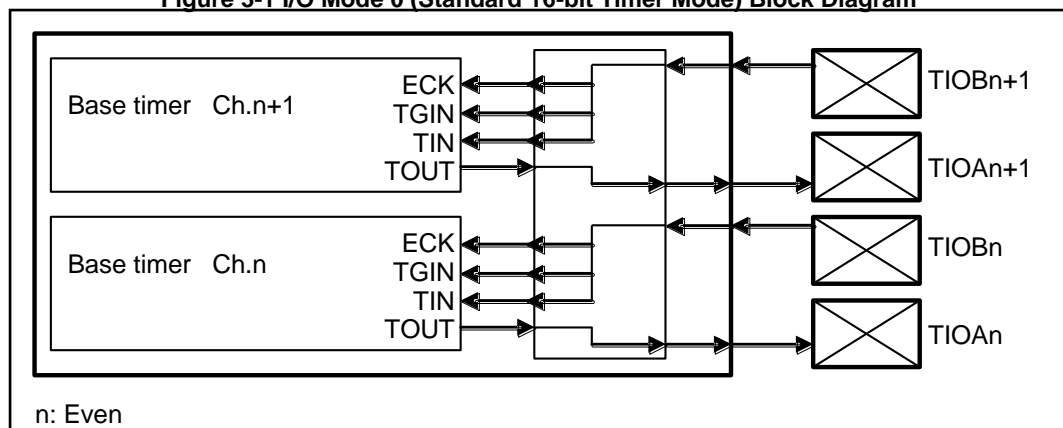 Figure 3-1 I/O Mode 0 (Standard 16-bit Timer Mode) Block Diagram
Base timer Ch.n+1
ECK
TGIN
TIN
TOUT
TIOBn+1
TIOAn+1
Base timer Ch.n
ECK
TGIN
TIN
TOUT
TIOBn
TIOAn
n: Even